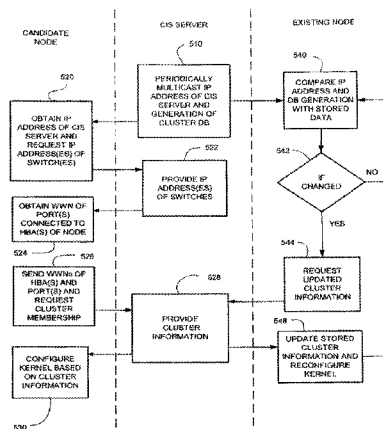 CANDIDATE
NODE
CIS SERVER
EXISTING NODE
510
PERIODICALLY
MULTICAST IP
ADDRESS OF CIS
SERVER AND
GENERATION OF
CLUSTER DB
520
OBTAIN IP
ADDRESS OF CIS
SERVER AND
REQUEST IP
ADDRESS(ES) OF
SWITCH(ES)
540
COMPARE IP
ADDRESS AND
DB GENERATION
WITH STORED
DATA
522
PROVIDE IP
ADDRESS(ES)
OF SWITCHES
542
IF
CHANGED
NO
YES
OBTAIN WWN OF
PORT(S)
CONNECTED TO
HBA(S) OF NODE
524
526
SEND WWNs OF
HBA(S) AND
PORT(S) AND
REQUEST
CLUSTER
MEMBERSHIP
528
PROVIDE
CLUSTER
INFORMATION
544
REQUEST
UPDATED
CLUSTER
INFORMATION
548
UPDATE STORED
CLUSTER
INFORMATION AND
RECONFIGURE
KERNEL
CONFIGURE
KERNEL BASED
ON CLUSTER
INFORMATION
530